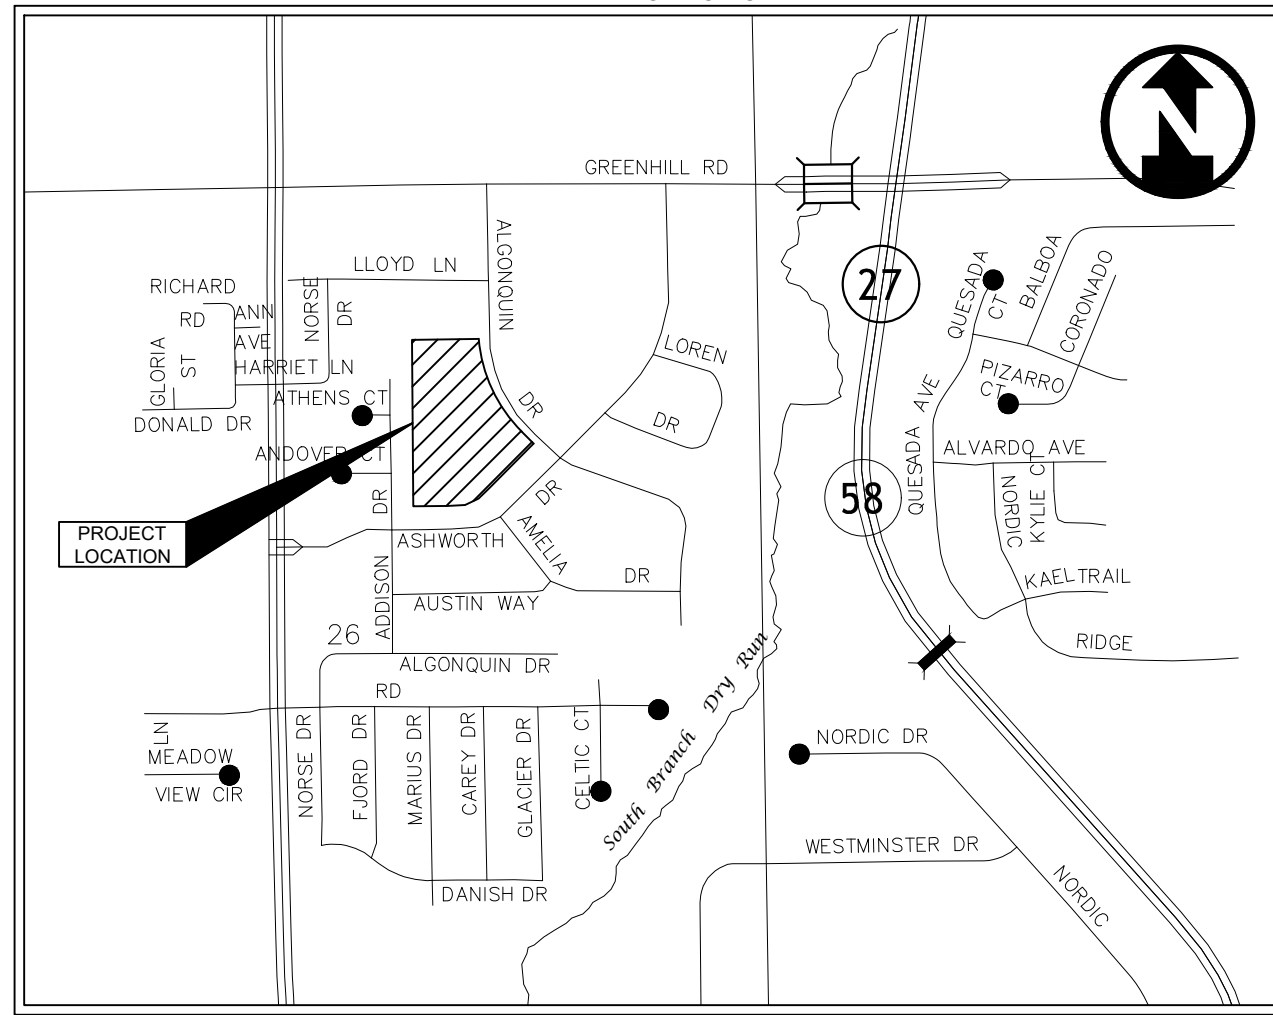 GREENHILL RD
N
ALGONQUIN
DR
LLOYD LN
RICHARD
RD
ANN
AVE
NORSE
DR
GLORIA
ST
HARRIET LN
ATHENS CT
DONALD DR
ANDOVER CT
LOREN
DR
27
QUESADA
CT
BALBOA
CORONADO
PIZARRO
CT
QUESADA AVE
ALVARDO AVE
58
NORDIC
KYLIE CT
KAELTRAIL
RIDGE
PROJECT
LOCATION
DR
ADDISON
ASHWORTH
DR
AMELIA
DR
AUSTIN WAY
26
ALGONQUIN DR
RD
LN
MEADOW
VIEW CIR
NORSE DR
FJORD DR
MARIUS DR
CAREY DR
GLACIER DR
CELTIC CT
DANISH DR
South Branch Dry Run
NORDIC DR
WESTMINSTER DR
NORDIC